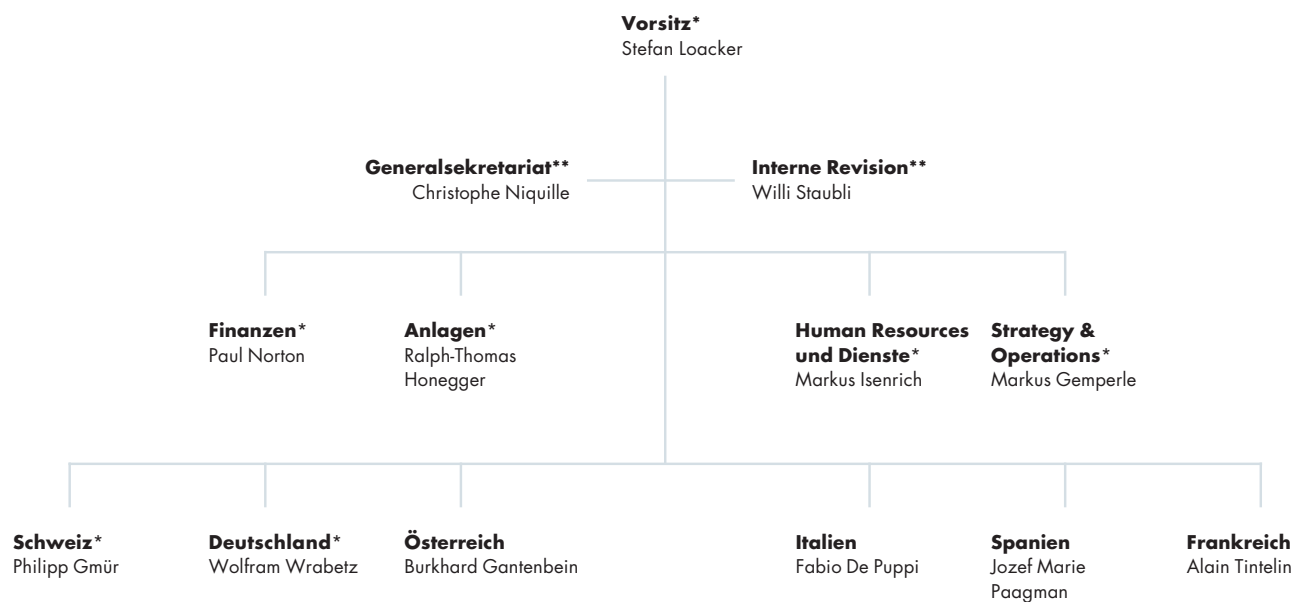 Vorsitz*
Stefan Loacker
Generalsekretariat**
Christophe Niquille
Interne Revision**
Willi Staubli
Finanzen*
Paul Norton
Anlagen*
Ralph-Thomas
Honegger
Human Resources
und Dienste*
Markus Isenrich
Strategy &
Operations*
Markus Gemperle
Schweiz*
Philipp Gmür
Deutschland*
Wolfram Wrabetz
Österreich
Burkhard Gantenbein
Italien
Fabio De Puppi
Spanien
Jozef Marie
Paagman
Frankreich
Alain Tintelin